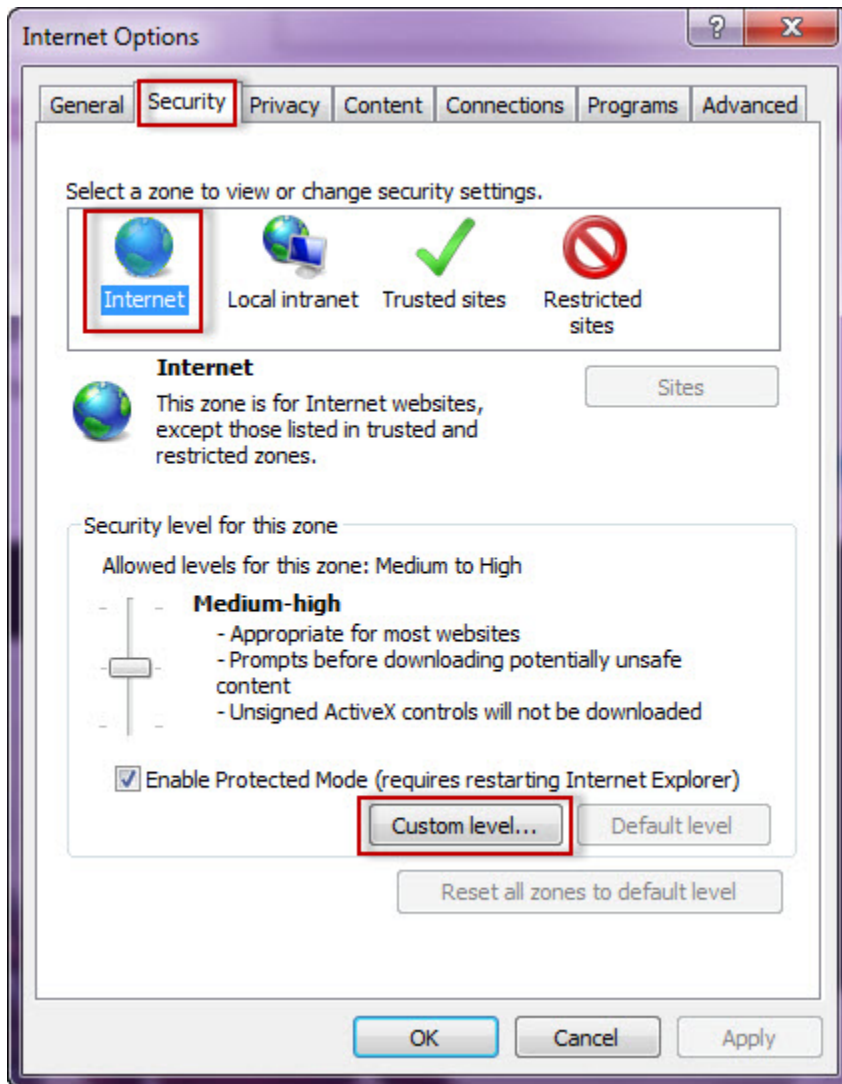 Internet Options
General Security Privacy Content Connections Programs Advanced
Select a zone to view or change security settings.
Internet Local intranet Trusted sites Restricted
sites
Internet
Sites
This zone is for Internet websites,
except those listed in trusted and
restricted zones.
Security level for this zone
Allowed levels for this zone: Medium to High
Medium-high
- Appropriate for most websites
- Prompts before downloading potentially unsafe
content
- Unsigned ActiveX controls will not be downloaded
Enable Protected Mode (requires restarting Internet Explorer)
Custom level... Default level
Reset all zones to default level
OK Cancel Apply